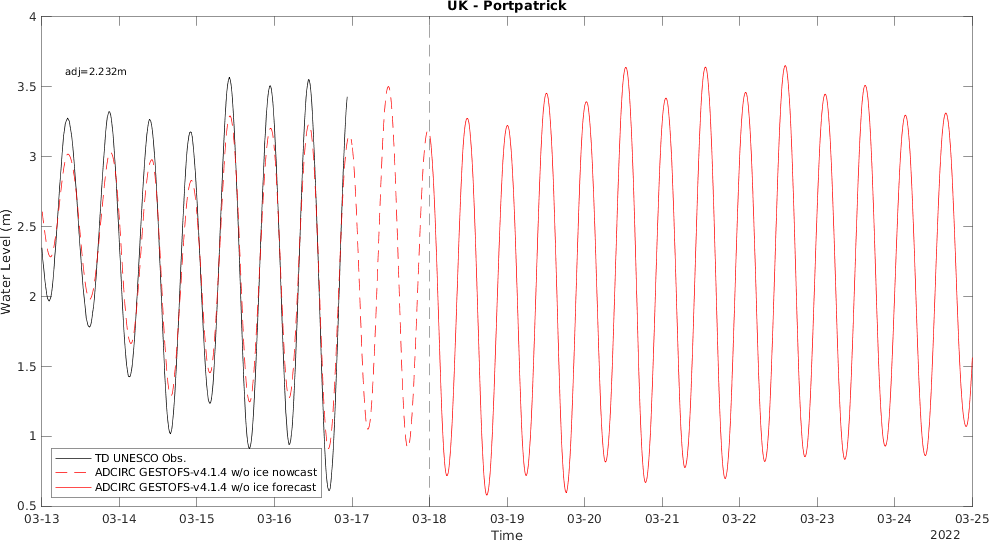 UK - Portpatrick
4
adj=2.232m
3.5
3
2.5
2
1.5
1
0.5
Water Level (m)
TD UNESCO Obs.
ADCIRC GESTOFS-v4.1.4 w/o ice nowcast
ADCIRC GESTOFS-v4.1.4 w/o ice forecast
03-13 03-14 03-15 03-16 03-17 03-18 03-19 03-20 03-21 03-22 03-23 03-24 03-25
Time
2022